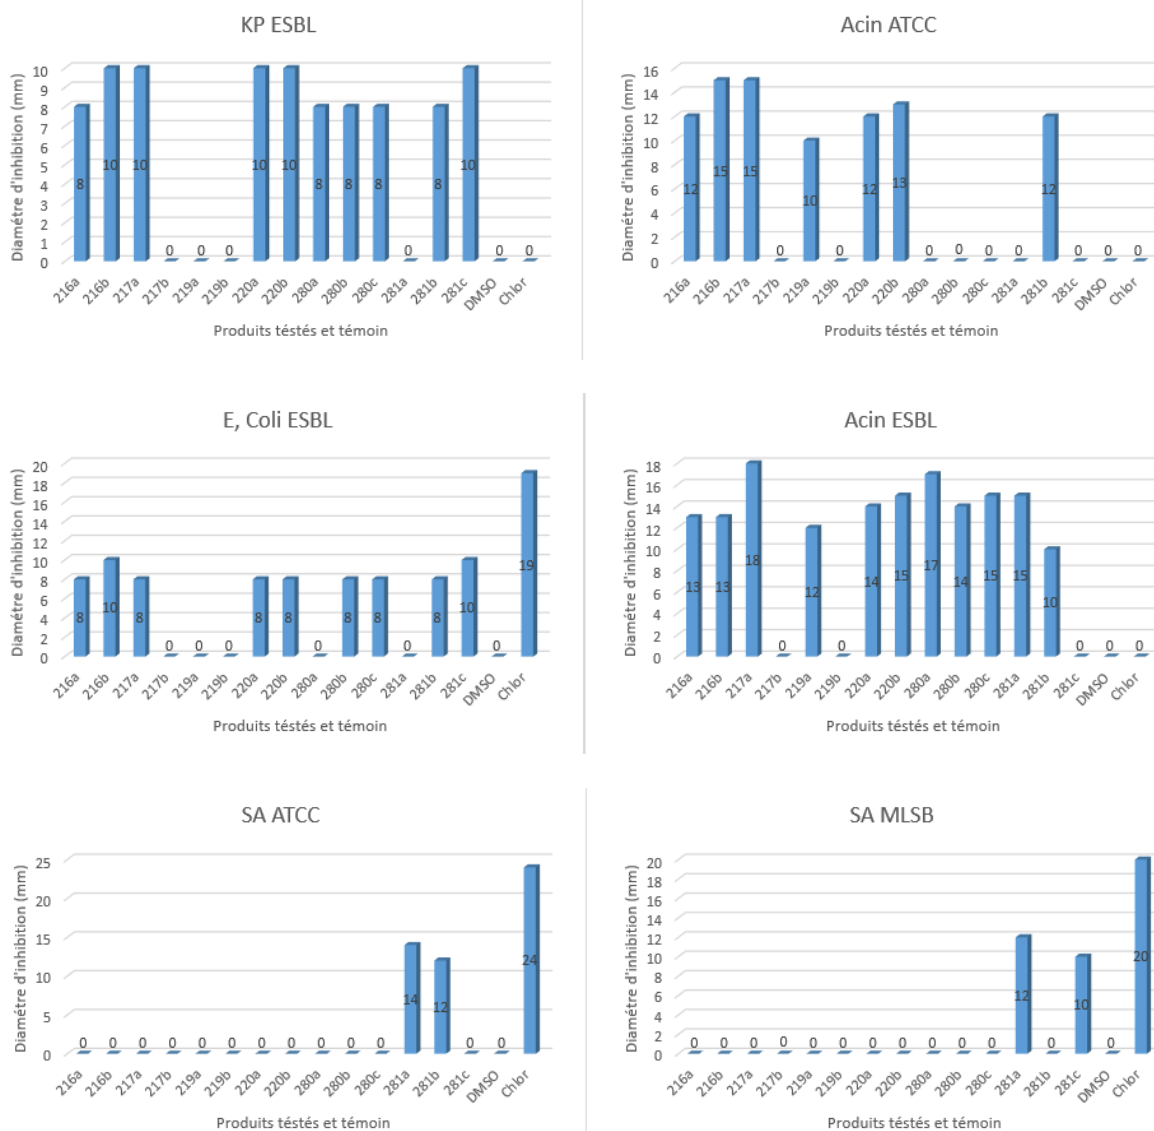 KP ESBL
Diamétre d'inhibition (mm)
10
9
8
7
6
5
4
3
2
1
0
8 10 10 0 0 0 10 10 8 8 8 0 8 10 0 0
216a 216b 217a 217b 219a 219b 220a 220b 280a 280b 280c 281a 281b 281c DMSO Chlor
Produits téstés et témoin
Acin ATCC
Diamétre d'inhibition (mm)
16
14
12
10
8
6
4
2
0
12 15 15 0 10 0 12 13 0 0 0 0 12 0 0 0
216a 216b 217a 217b 219a 219b 220a 220b 280a 280b 280c 281a 281b 281c DMSO Chlor
Produits téstés et témoin
E, Coli ESBL
Diamétre d'inhibition (mm)
20
18
16
14
12
10
8
6
4
2
0
8 10 8 0 0 0 8 8 0 8 8 0 8 10 0 19
216a 216b 217a 217b 219a 219b 220a 220b 280a 280b 280c 281a 281b 281c DMSO Chlor
Produits téstés et témoin
Acin ESBL
Diamétre d'inhibition (mm)
18
16
14
12
10
8
6
4
2
0
13 13 18 0 12 0 14 15 17 14 15 15 10 0 0 0
216a 216b 217a 217b 219a 219b 220a 220b 280a 280b 280c 281a 281b 281c DMSO Chlor
Produits téstés et témoin
SA ATCC
Diamétre d'inhibition (mm)
25
20
15
10
5
0
0 0 0 0 0 0 0 0 0 0 0 14 12 0 0 24
216a 216b 217a 217b 219a 219b 220a 220b 280a 280b 280c 281a 281b 281c DMSO Chlor
Produits téstés et témoin
SA MLSB
Diamétre d'inhibition (mm)
20
18
16
14
12
10
8
6
4
2
0
0 0 0 0 0 0 0 0 0 0 0 12 0 10 0 20
216a 216b 217a 217b 219a 219b 220a 220b 280a 280b 280c 281a 281b 281c DMSO Chlor
Produits téstés et témoin